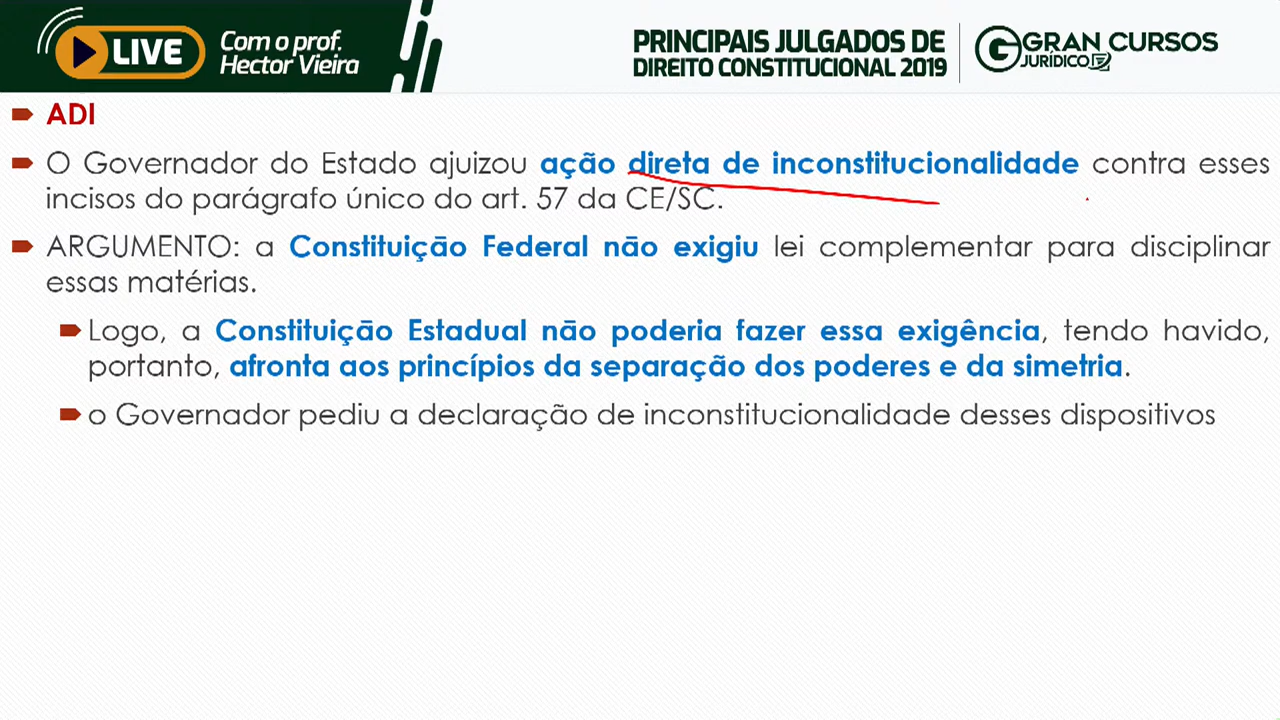 LIVE
Com o prof.
Hector Vieira
PRINCIPAIS JULGADOS DE
DIREITO CONSTITUCIONAL 2019
GRAN CURSOS
JURÍDICO
ADI
O Governador do Estado ajuizou ação direta de inconstitucionalidade contra esses
incisos do parágrafo único do art. 57 da CE/SC.
ARGUMENTO: a Constituição Federal não exigiu lei complementar para disciplinar
essas matérias.
Logo, a Constituição Estadual não poderia fazer essa exigência, tendo havido,
portanto, afronta aos princípios da separação dos poderes e da simetria.
o Governador pediu a declaração de inconstitucionalidade desses dispositivos